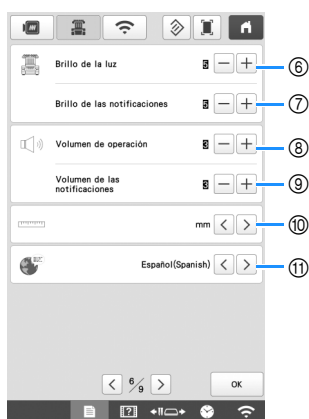 Brillo de la luz 5 − + ⑥
Brillo de las notificaciones 5 − + ⑦
Volumen de operación 3 − + ⑧
Volumen de las
notificaciones 3 − + ⑨
mm < > ⑩
Español(Spanish) < > ⑪
< 6/9 > OK